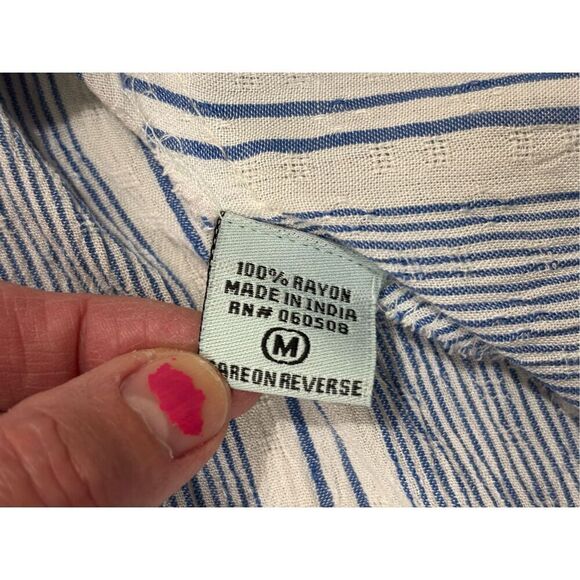 100% RAYON
MADE IN INDIA
RN# 060508
M
CARE ON REVERSE